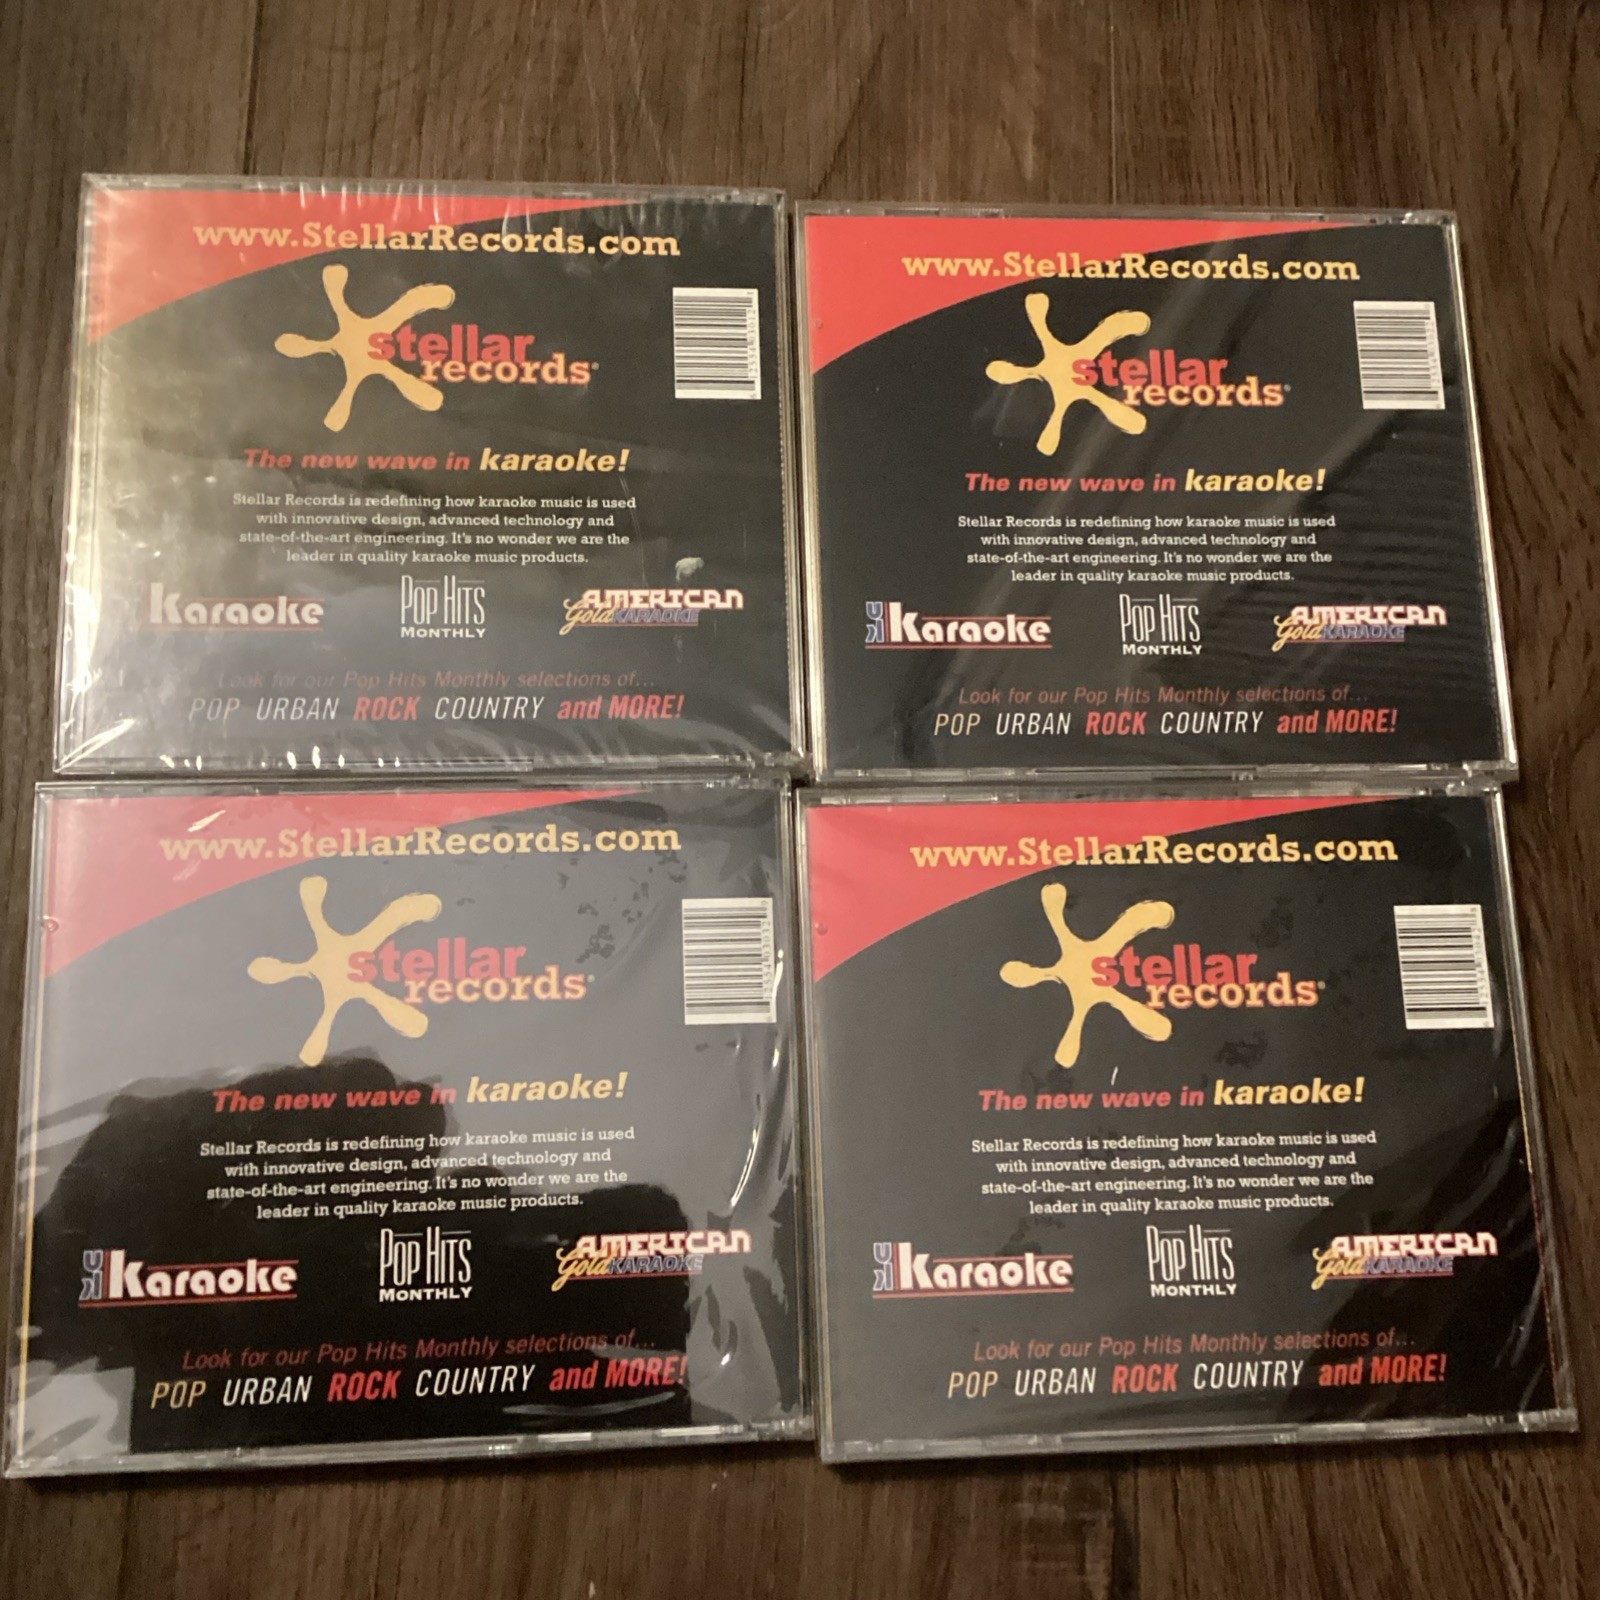 www.StellarRecords.com
stellar
records®
The new wave in karaoke!
Stellar Records is redefining how karaoke music is used
with innovative design, advanced technology and
state-of-the-art engineering. It's no wonder we are the
leader in quality karaoke music products.
Karaoke
POP HITS
MONTHLY
AMERICAN
Gold KARAOKE
Look for our Pop Hits Monthly selections of...
POP URBAN ROCK COUNTRY and MORE!
www.StellarRecords.com
stellar
records®
The new wave in karaoke!
Stellar Records is redefining how karaoke music is used
with innovative design, advanced technology and
state-of-the-art engineering. It's no wonder we are the
leader in quality karaoke music products.
UK Karaoke
POP HITS
MONTHLY
AMERICAN
Gold KARAOKE
Look for our Pop Hits Monthly selections of...
POP URBAN ROCK COUNTRY and MORE!
www.StellarRecords.com
stellar
records®
The new wave in karaoke!
Stellar Records is redefining how karaoke music is used
with innovative design, advanced technology and
state-of-the-art engineering. It's no wonder we are the
leader in quality karaoke music products.
UK Karaoke
POP HITS
MONTHLY
AMERICAN
Gold KARAOKE
Look for our Pop Hits Monthly selections of...
POP URBAN ROCK COUNTRY and MORE!
www.StellarRecords.com
stellar
records®
The new wave in karaoke!
Stellar Records is redefining how karaoke music is used
with innovative design, advanced technology and
state-of-the-art engineering. It's no wonder we are the
leader in quality karaoke music products.
UK Karaoke
POP HITS
MONTHLY
AMERICAN
Gold KARAOKE
Look for our Pop Hits Monthly selections of...
POP URBAN ROCK COUNTRY and MORE!